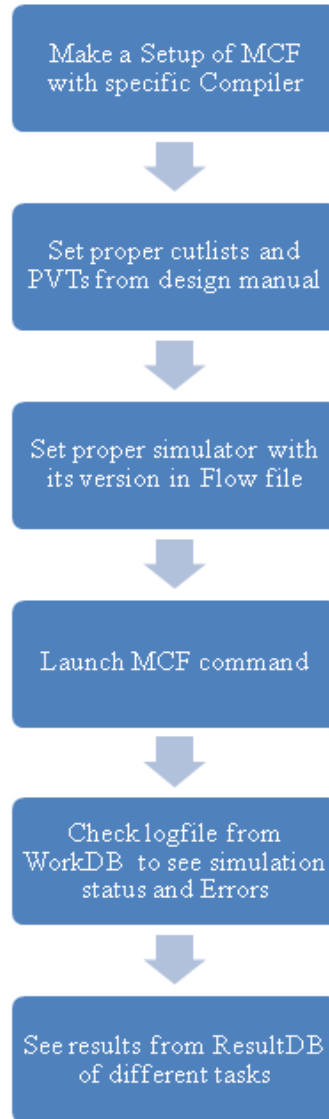 Make a Setup of MCF
with specific Compiler
Set proper cutlists and
PVTs from design manual
Set proper simulator with
its version in Flow file
Launch MCF command
Check logfile from
WorkDB to see simulation
status and Errors
See results from ResultDB
of different tasks